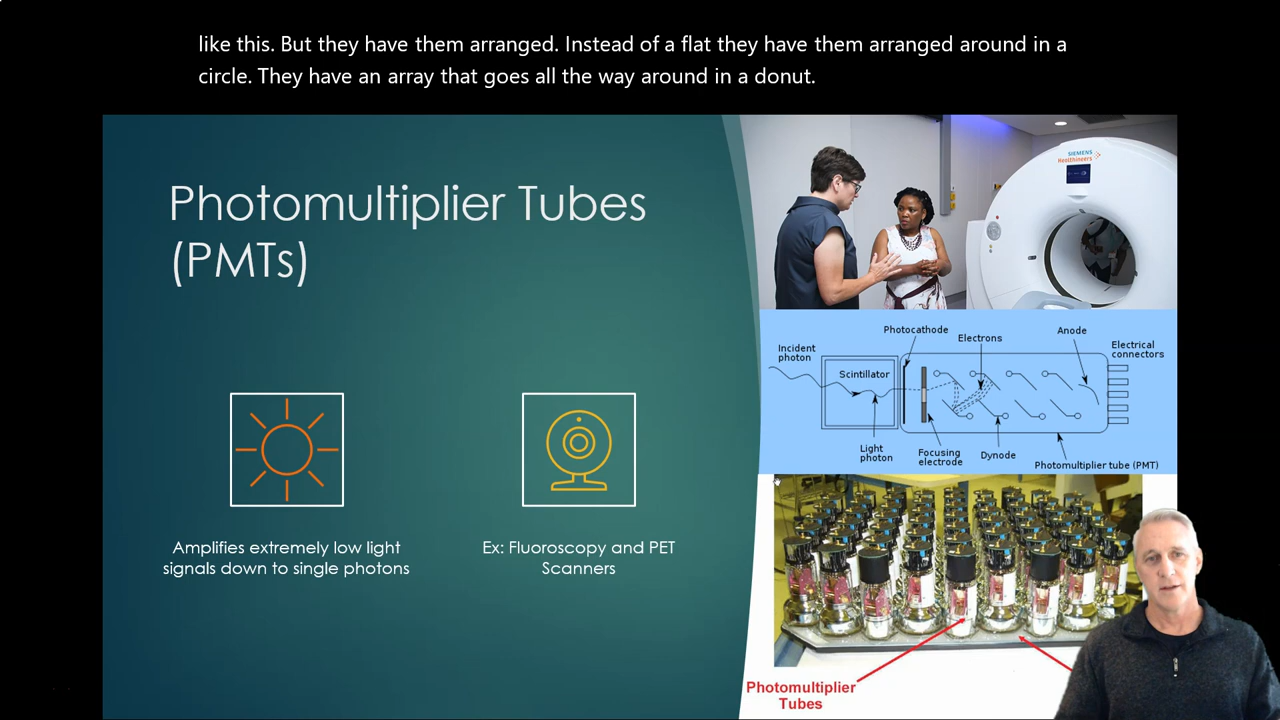 like this. But they have them arranged. Instead of a flat they have them arranged around in a
circle. They have an array that goes all the way around in a donut.
Photomultiplier Tubes
(PMTs)
Amplifies extremely low light
signals down to single photons
Ex: Fluoroscopy and PET
Scanners
SIEMENS
Healthineers
Photocathode
Electrons
Anode
Incident
photon
Electrical
connectors
Scintillator
Light
photon
Focusing
electrode
Dynode
Photomultiplier tube (PMT)
Photomultiplier
Tubes